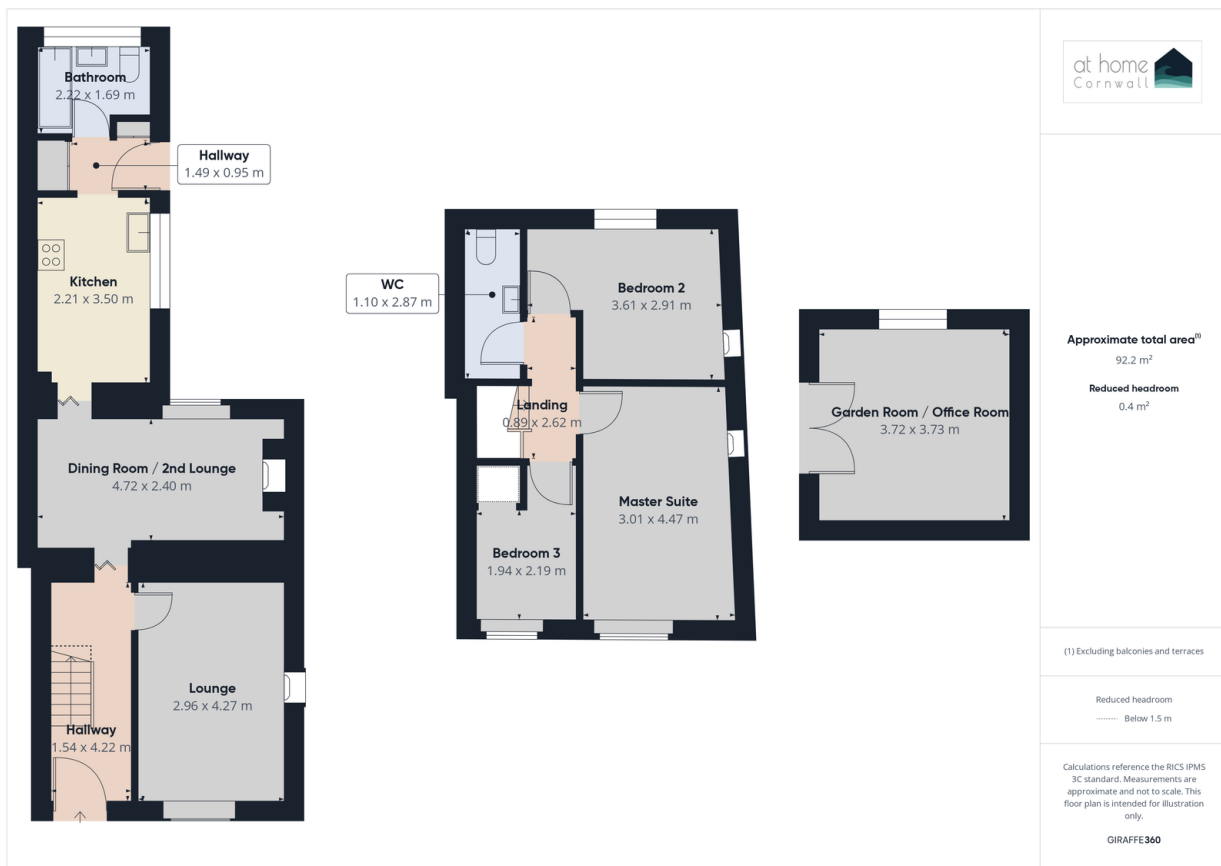 Bathroom
2.22 x 1.69 m
Hallway
1.49 x 0.95 m
Kitchen
2.21 x 3.50 m
Dining Room / 2nd Lounge
4.72 x 2.40 m
Lounge
2.96 x 4.27 m
Hallway
1.54 x 4.22 m
WC
1.10 x 2.87 m
Bedroom 2
3.61 x 2.91 m
Landing
0.89 x 2.62 m
Master Suite
3.01 x 4.47 m
Bedroom 3
1.94 x 2.19 m
Garden Room / Office Room
3.72 x 3.73 m
at home
Cornwall
Approximate total area(1)
92.2 m²
Reduced headroom
0.4 m²
(1) Excluding balconies and terraces
Reduced headroom
Below 1.5 m
Calculations reference the RICS IPMS
3C standard. Measurements are
approximate and not to scale. This
floor plan is intended for illustration
only.
GIRAFFE360